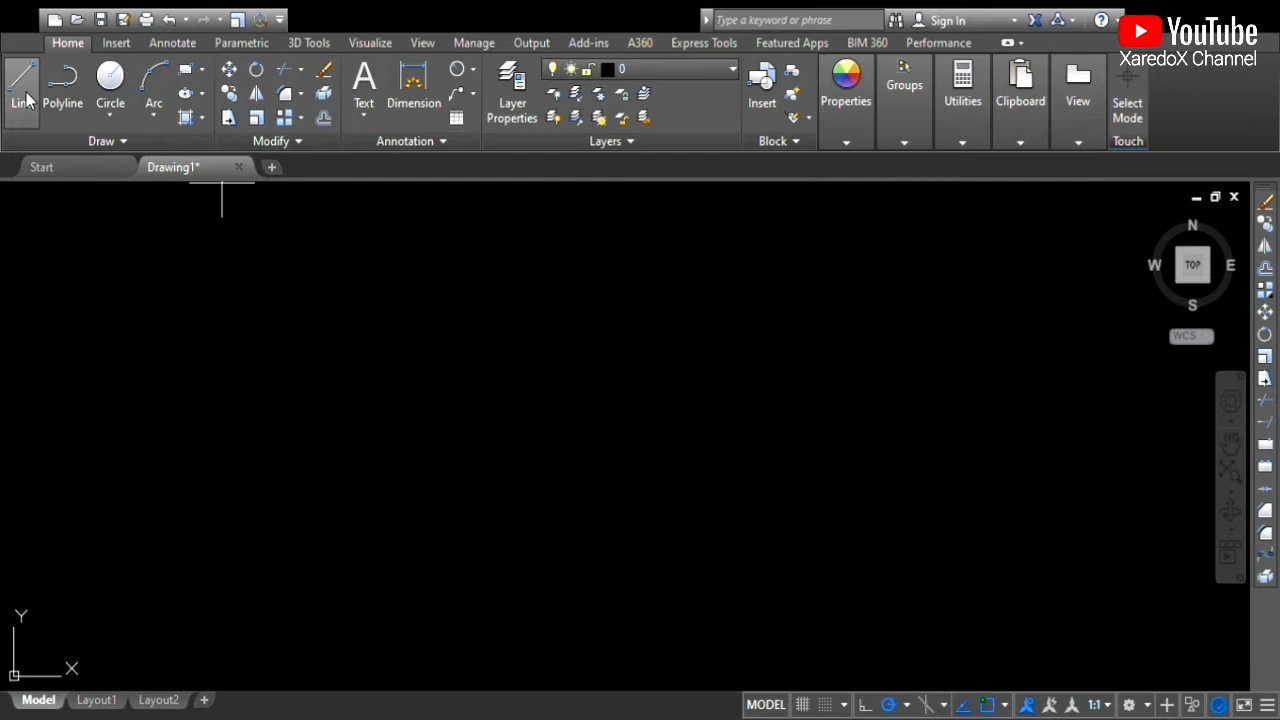 Type a keyword or phrase
Sign In
YouTube
XaredoX Channel
Home Insert Annotate Parametric 3D Tools Visualize View Manage Output Add-ins A360 Express Tools Featured Apps BIM 360 Performance
Line Polyline Circle Arc
Text Dimension
Layer Properties
0
Insert
Properties
Groups
Utilities
Clipboard
View
Select Mode
Draw Modify Annotation Layers Block Touch
Start Drawing1*
N
W TOP E
S
WCS
Y
X
Model Layout1 Layout2
MODEL 1:1